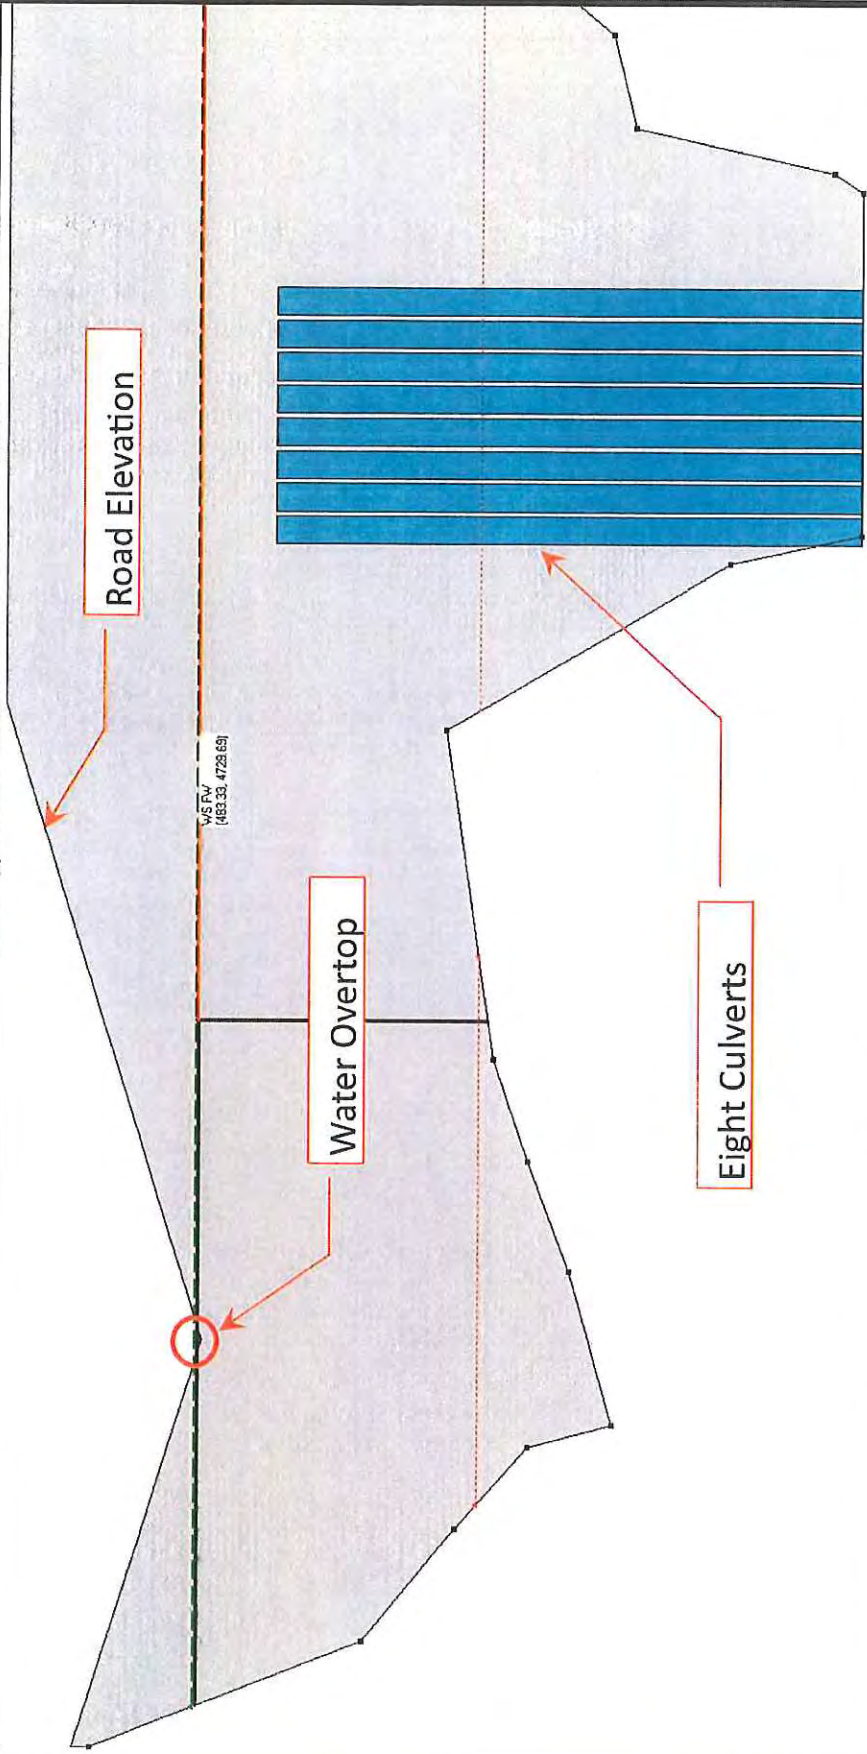 Road Elevation
WS FW
(483.33, 4729.69)
Water Overtop
Eight Culverts